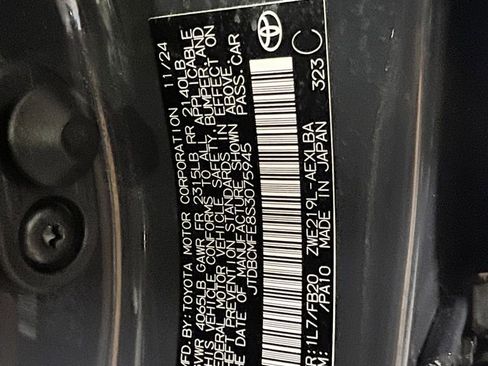 MFD. BY: TOYOTA MOTOR CORPORATION 11/24
GVWR 4065LB GAWR FR 2315LB RR 2140LB
THIS VEHICLE CONFORMS TO ALL APPLICABLE
FEDERAL MOTOR VEHICLE SAFETY, BUMPER, AND
THEFT PREVENTION STANDARDS IN EFFECT ON
THE DATE OF MANUFACTURE SHOWN ABOVE.
JTDBCMFE8S3075945 PASS. CAR
R: 1L7/FB20 ZWE219L-AEXLBA
M: /PA10 MADE IN JAPAN 323 C